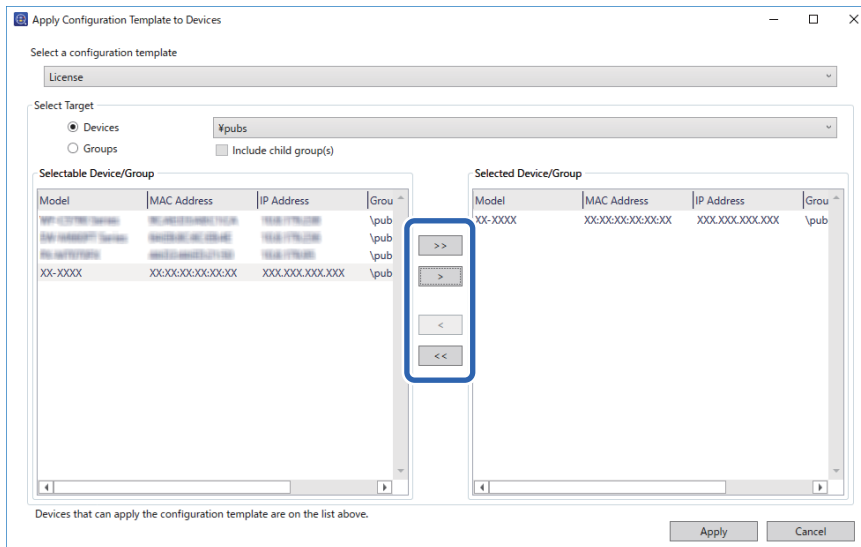 Apply Configuration Template to Devices
Select a configuration template
License
Select Target
Devices
¥pubs
Groups
Include child group(s)
Selectable Device/Group
Model MAC Address IP Address Grou
\pub
\pub
\pub
XX-XXXX XX:XX:XX:XX:XX:XX XXX.XXX.XXX.XXX \pub
>>
>
<
<<
Selected Device/Group
Model MAC Address IP Address Grou
XX-XXXX XX:XX:XX:XX:XX:XX XXX.XXX.XXX.XXX \pub
Devices that can apply the configuration template are on the list above.
Apply Cancel